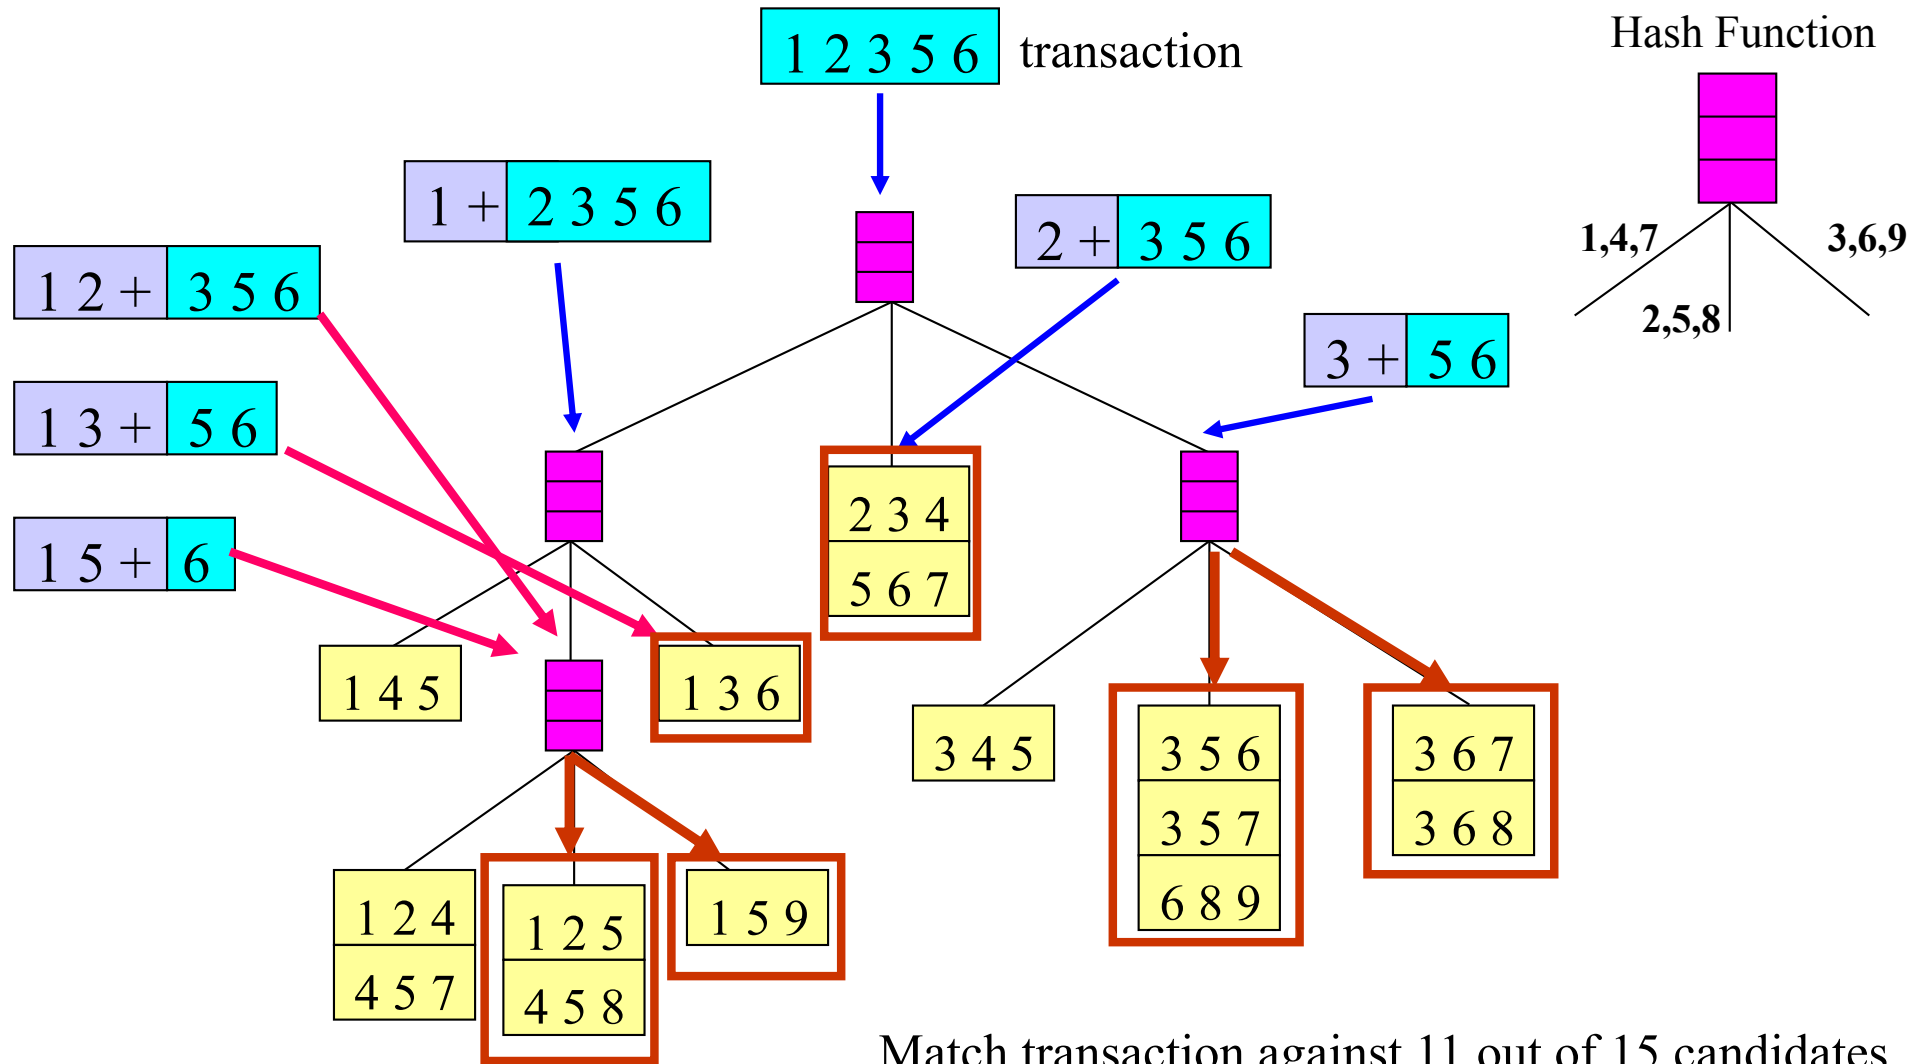 1 2 3 5 6 transaction
Hash Function
1 + 2 3 5 6
2 + 3 5 6
1,4,7
3,6,9
2,5,8
1 2 + 3 5 6
3 + 5 6
1 3 + 5 6
1 5 + 6
2 3 4
5 6 7
1 4 5
1 3 6
3 4 5
3 5 6
3 5 7
6 8 9
3 6 7
3 6 8
1 2 4
4 5 7
1 2 5
4 5 8
1 5 9
Match transaction against 11 out of 15 candidates